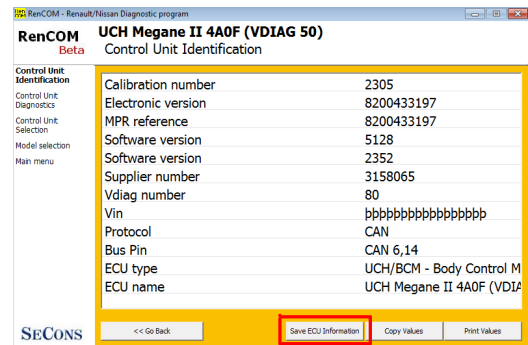 RenCOM - Renault/Nissan Diagnostic program
RenCOM
Beta
UCH Megane II 4A0F (VDIAG 50)
Control Unit Identification
Control Unit
Identification
Control Unit
Diagnostics
Control Unit
Selection
Model selection
Main menu
Calibration number 2305
Electronic version 8200433197
MPR reference 8200433197
Software version 5128
Software version 2352
Supplier number 3158065
Vdiag number 80
Vin þþþþþþþþþþþþþþþþþ
Protocol CAN
Bus Pin CAN 6,14
ECU type UCH/BCM - Body Control M
ECU name UCH Megane II 4A0F (VDIA
SECONS
<< Go Back
Save ECU Information
Copy Values
Print Values